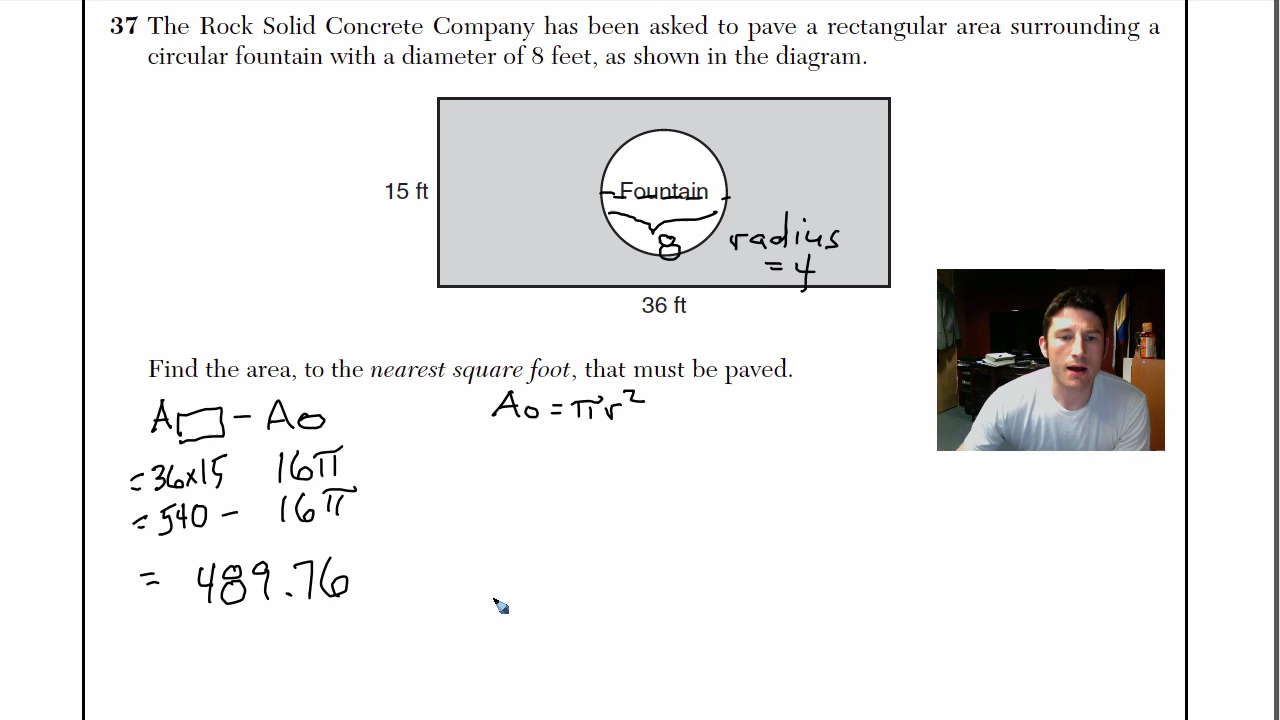 37 The Rock Solid Concrete Company has been asked to pave a rectangular area surrounding a
circular fountain with a diameter of 8 feet, as shown in the diagram.
15 ft
Fountain
8
radius
= 4
36 ft
Find the area, to the nearest square foot, that must be paved.
A▭ - A○
A○ = πr²
= 36x15 16π
= 540 - 16π
= 489.76